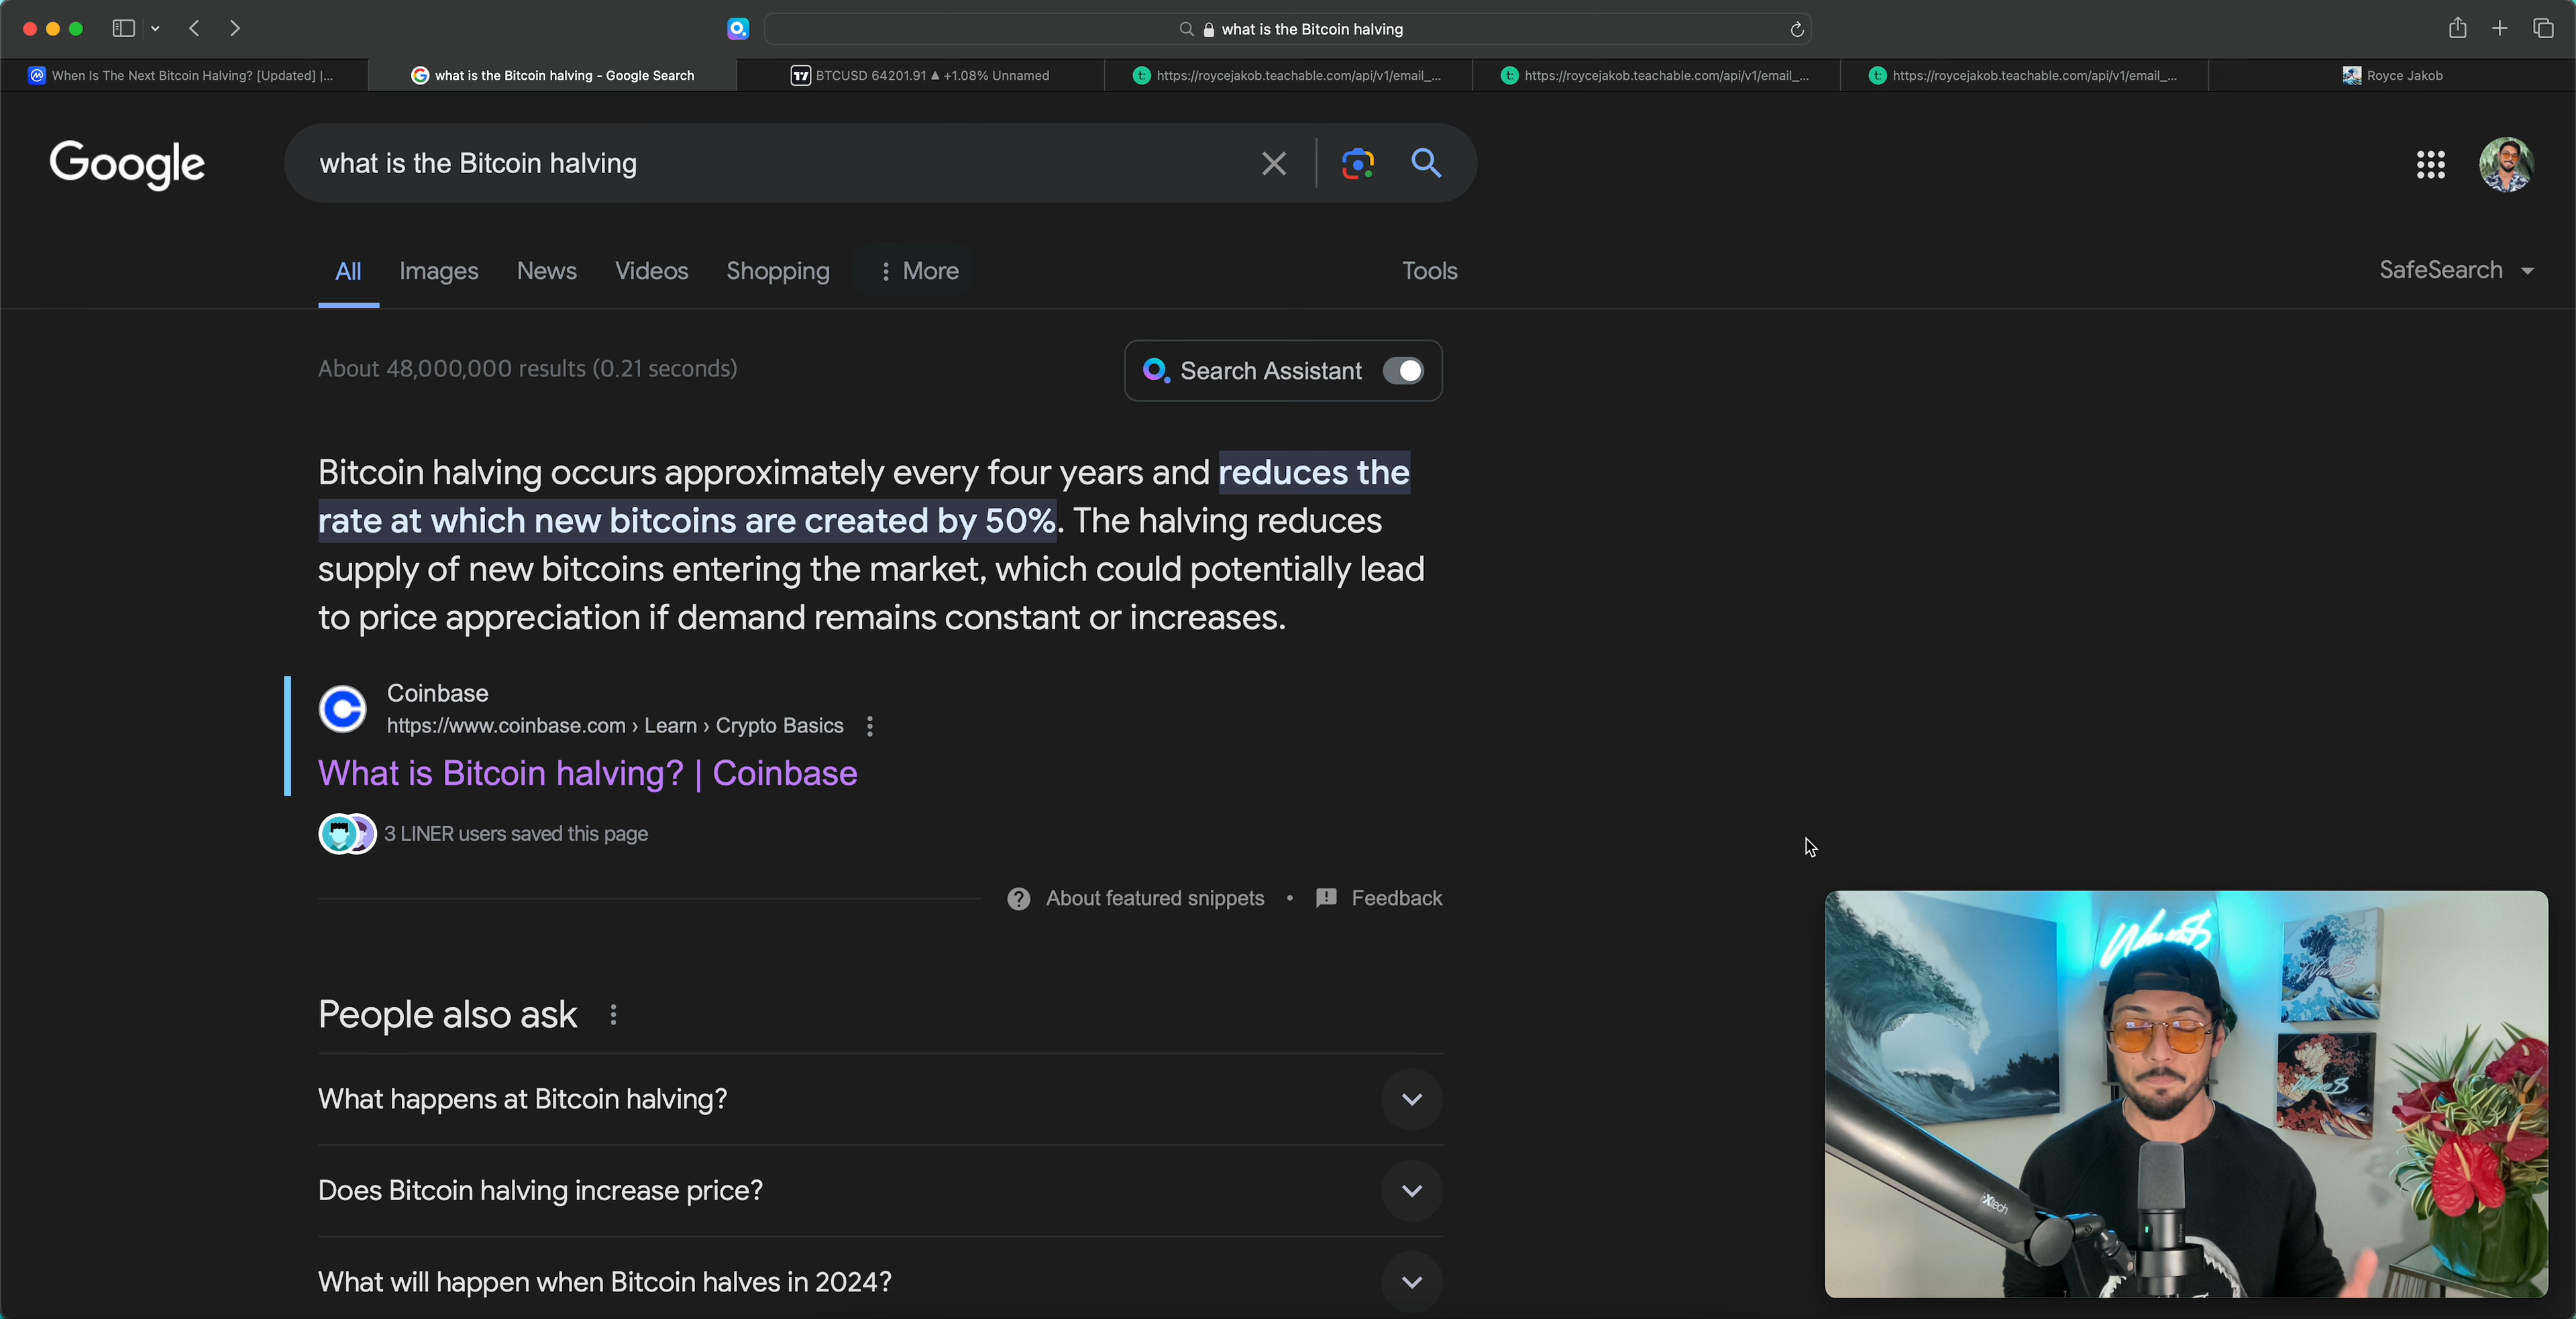 what is the Bitcoin halving
When Is The Next Bitcoin Halving? [Updated] |...
what is the Bitcoin halving - Google Search
BTCUSD 64201.91 ▲ +1.08% Unnamed
https://roycejakob.teachable.com/api/v1/email_...
https://roycejakob.teachable.com/api/v1/email_...
https://roycejakob.teachable.com/api/v1/email_...
Royce Jakob
Google
what is the Bitcoin halving
All
Images
News
Videos
Shopping
More
Tools
SafeSearch
About 48,000,000 results (0.21 seconds)
Search Assistant
Bitcoin halving occurs approximately every four years and reduces the
rate at which new bitcoins are created by 50%. The halving reduces
supply of new bitcoins entering the market, which could potentially lead
to price appreciation if demand remains constant or increases.
Coinbase
https://www.coinbase.com › Learn › Crypto Basics
What is Bitcoin halving? | Coinbase
3 LINER users saved this page
About featured snippets • Feedback
People also ask
What happens at Bitcoin halving?
Does Bitcoin halving increase price?
What will happen when Bitcoin halves in 2024?